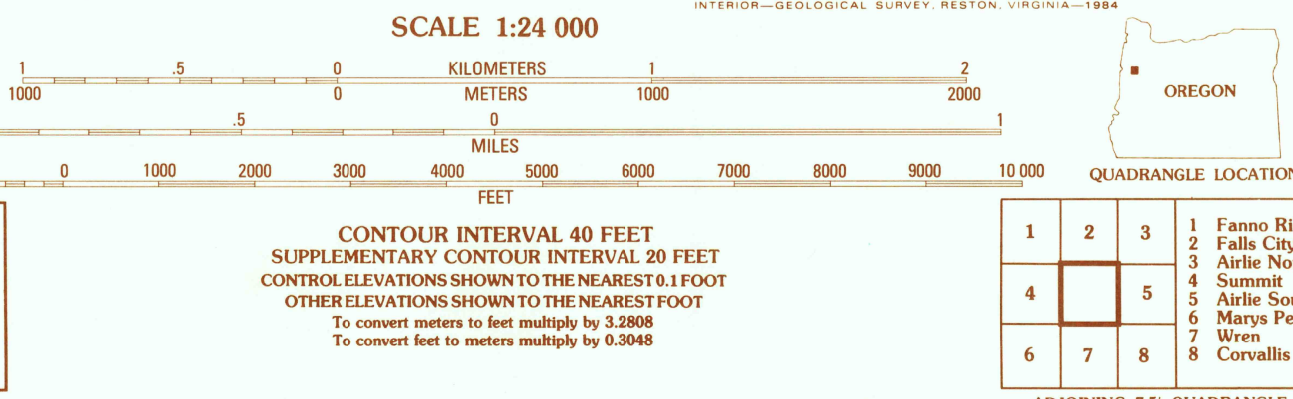 INTERIOR—GEOLOGICAL SURVEY, RESTON, VIRGINIA—1984
SCALE 1:24 000
1 .5 0 KILOMETERS 1 2
1000 0 METERS 1000 2000
.5 0 1
MILES
0 1000 2000 3000 4000 5000 6000 7000 8000 9000 10 000
FEET
CONTOUR INTERVAL 40 FEET
SUPPLEMENTARY CONTOUR INTERVAL 20 FEET
CONTROL ELEVATIONS SHOWN TO THE NEAREST 0.1 FOOT
OTHER ELEVATIONS SHOWN TO THE NEAREST FOOT
To convert meters to feet multiply by 3.2808
To convert feet to meters multiply by 0.3048
OREGON
QUADRANGLE LOCATION
1 2 3
4 5
6 7 8
1 Fanno Ri
2 Falls City
3 Airlie No
4 Summit
5 Airlie Sou
6 Marys Pe
7 Wren
8 Corvallis